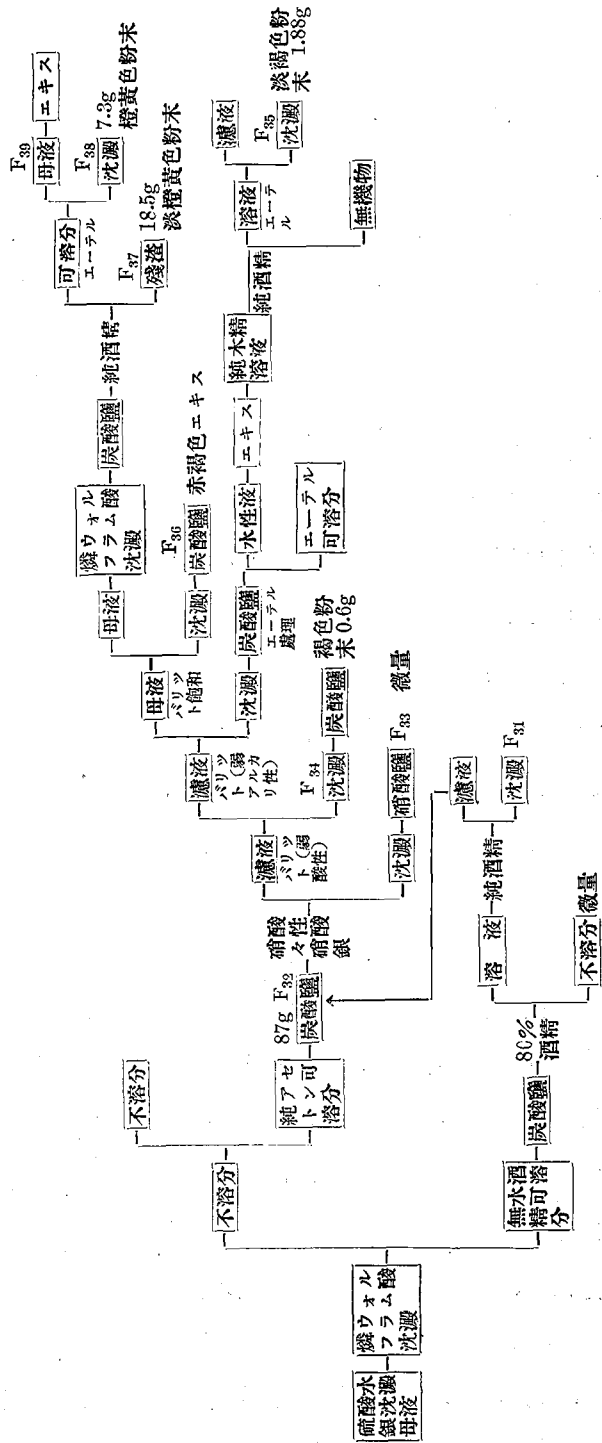 硫酸水
銀沈澱
母液
燐ウォル
フラム酸
沈澱
不溶分
不溶分
純アセ
トン可
溶分
87g F₃₂
炭酸鹽
硝酸
々性
硝酸
銀
濾液
バリッ
ト(弱
酸性)
濾液
バリッ
ト(弱
アルカ
リ性)
母液
バリッ
ト飽和
母液
燐ウォル
フラム酸
沈澱
炭酸鹽
純酒精
可溶分
エーテル
F₃₉
母液
エキス
F₃₈
沈澱
7.3g
橙黄色粉末
F₃₇
殘渣
18.5g
淡橙黄色粉末
沈澱
F₃₆
炭酸鹽
赤褐色エキス
沈澱
炭酸鹽
エーテル
處理
水性液
エキス
純水精
溶液
純酒精
溶液
エーテ
ル
濾液
F₃₅
沈澱
淡褐色粉
末 1.88g
無機物
エーテル
可溶分
F₃₄
沈澱
炭酸鹽
褐色粉
末 0.6g
沈澱
硝酸鹽
F₃₃
微量
無水酒
精可溶
分
炭酸鹽
80%
酒精
溶液
純酒精
濾液
沈澱
F₃₁
不溶分
微量